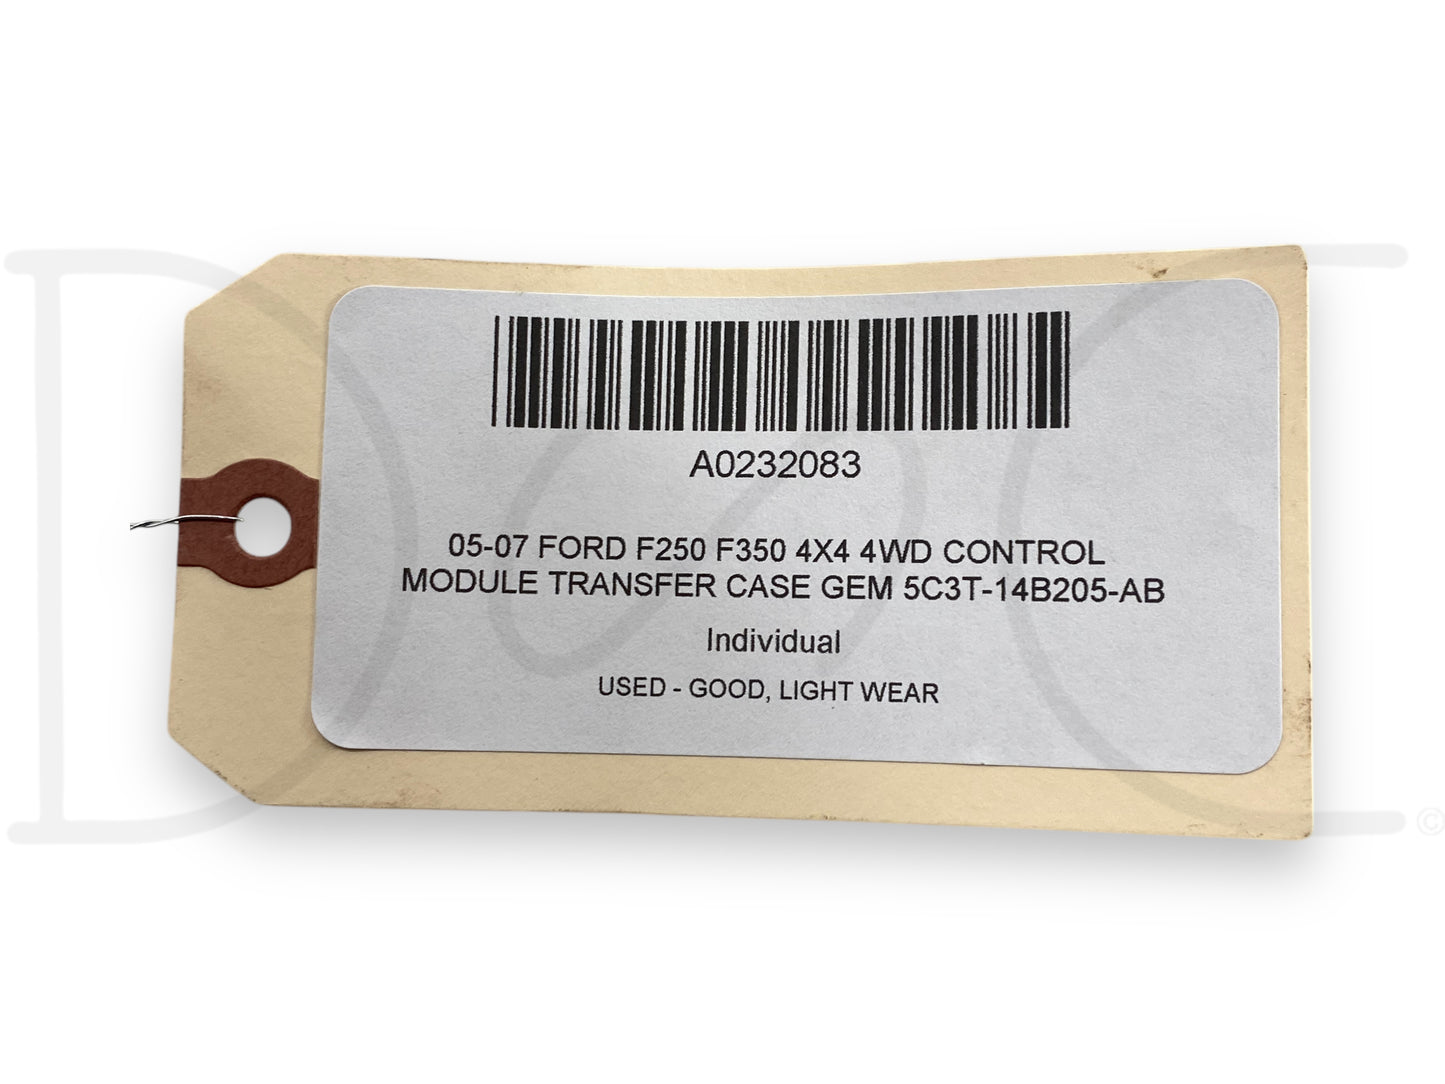 A0232083
05-07 FORD F250 F350 4X4 4WD CONTROL
MODULE TRANSFER CASE GEM 5C3T-14B205-AB
Individual
USED - GOOD, LIGHT WEAR
©